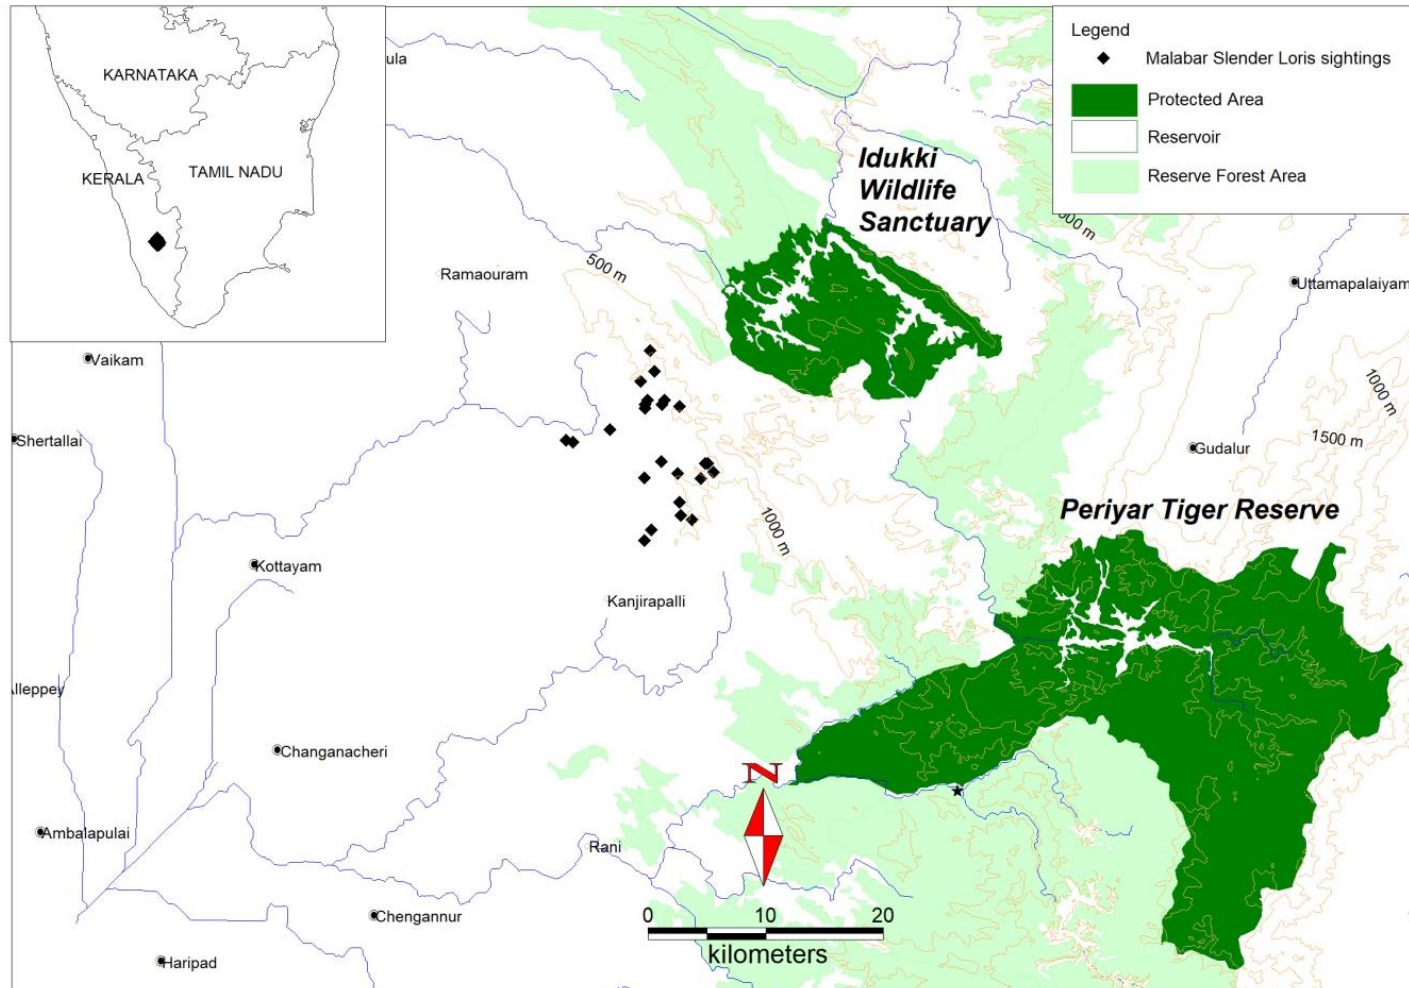 KARNATAKA
KERALA
TAMIL NADU
ula
Legend
Malabar Slender Loris sightings
Protected Area
Reservoir
Reserve Forest Area
Idukki
Wildlife
Sanctuary
500 m
Ramaouram
Uttamapalaiyam
Vaikam
1000 m
Shertallai
1500 m
Gudalur
Periyar Tiger Reserve
1000 m
Kottayam
Kanjirapalli
Alleppey
Changanacheri
N
Ambalapulai
Rani
Chengannur
0 10 20
kilometers
Haripad